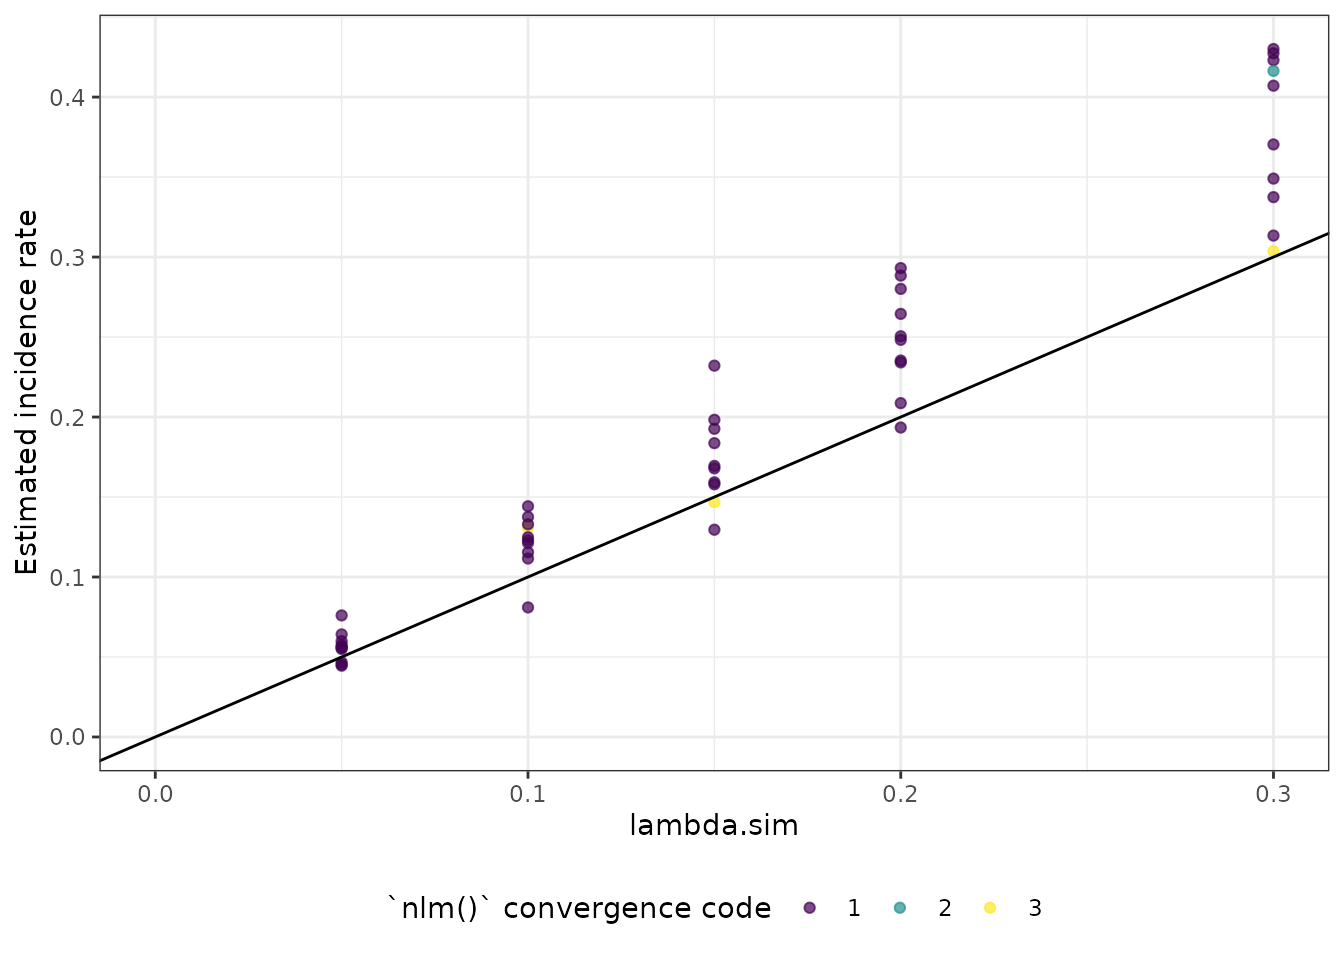 0.4
0.3
0.2
0.1
0.0
Estimated incidence rate
0.0 0.1 0.2 0.3
lambda.sim
`nlm()` convergence code 1 2 3